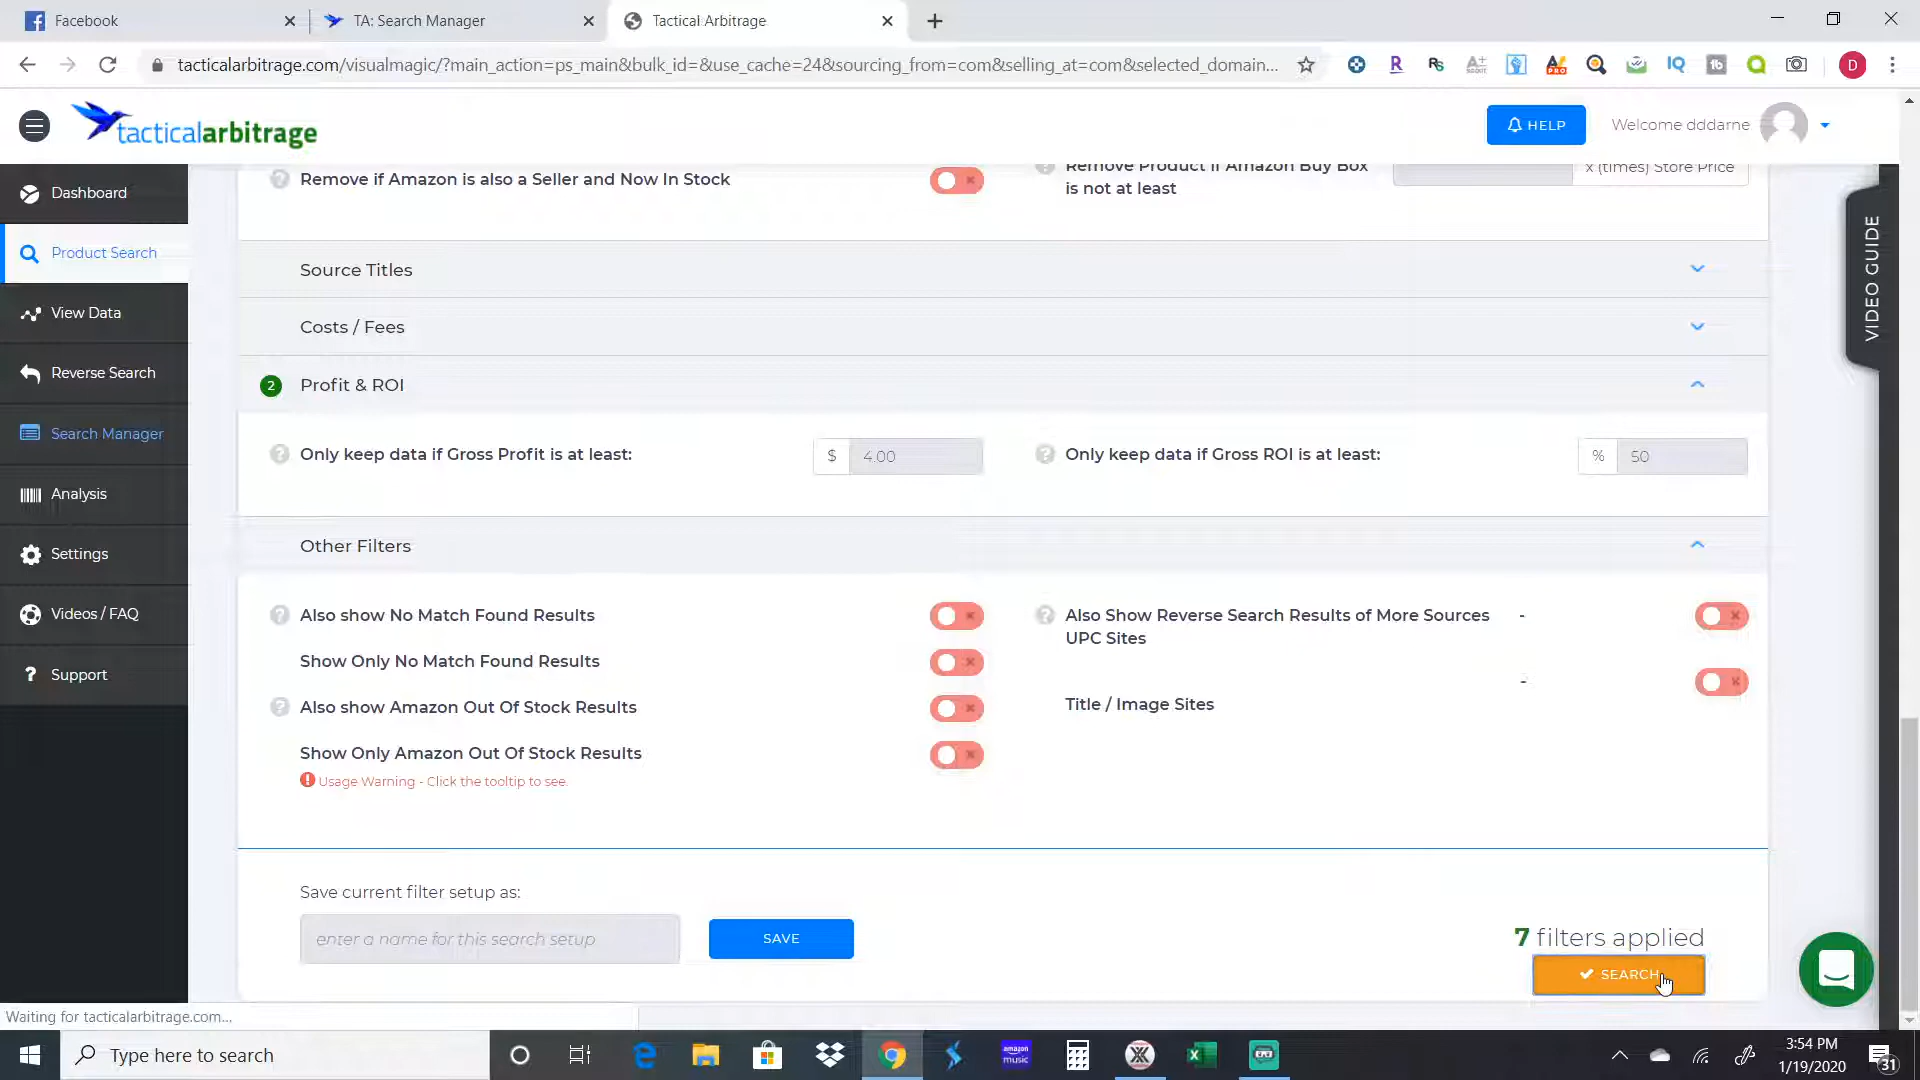 Facebook
TA: Search Manager
Tactical Arbitrage
tacticalarbitrage.com/visualmagic/?main_action=ps_main&bulk_id=&use_cache=24&sourcing_from=com&selling_at=com&selected_domain...
D
tacticalarbitrage
HELP
Welcome dddarne
Dashboard
Product Search
View Data
Reverse Search
Search Manager
Analysis
Settings
Videos / FAQ
Support
Remove if Amazon is also a Seller and Now In Stock
Remove Product if Amazon Buy Box
is not at least
x (times) Store Price
VIDEO GUIDE
Source Titles
Costs / Fees
2 Profit & ROI
Only keep data if Gross Profit is at least:
$ 4.00
Only keep data if Gross ROI is at least:
% 50
Other Filters
Also show No Match Found Results
Show Only No Match Found Results
Also show Amazon Out Of Stock Results
Show Only Amazon Out Of Stock Results
Usage Warning - Click the tooltip to see.
Also Show Reverse Search Results of More Sources
UPC Sites
-
-
Title / Image Sites
Save current filter setup as:
enter a name for this search setup
SAVE
7 filters applied
SEARCH
Waiting for tacticalarbitrage.com...
Type here to search
amazon
music
3:54 PM
1/19/2020
31